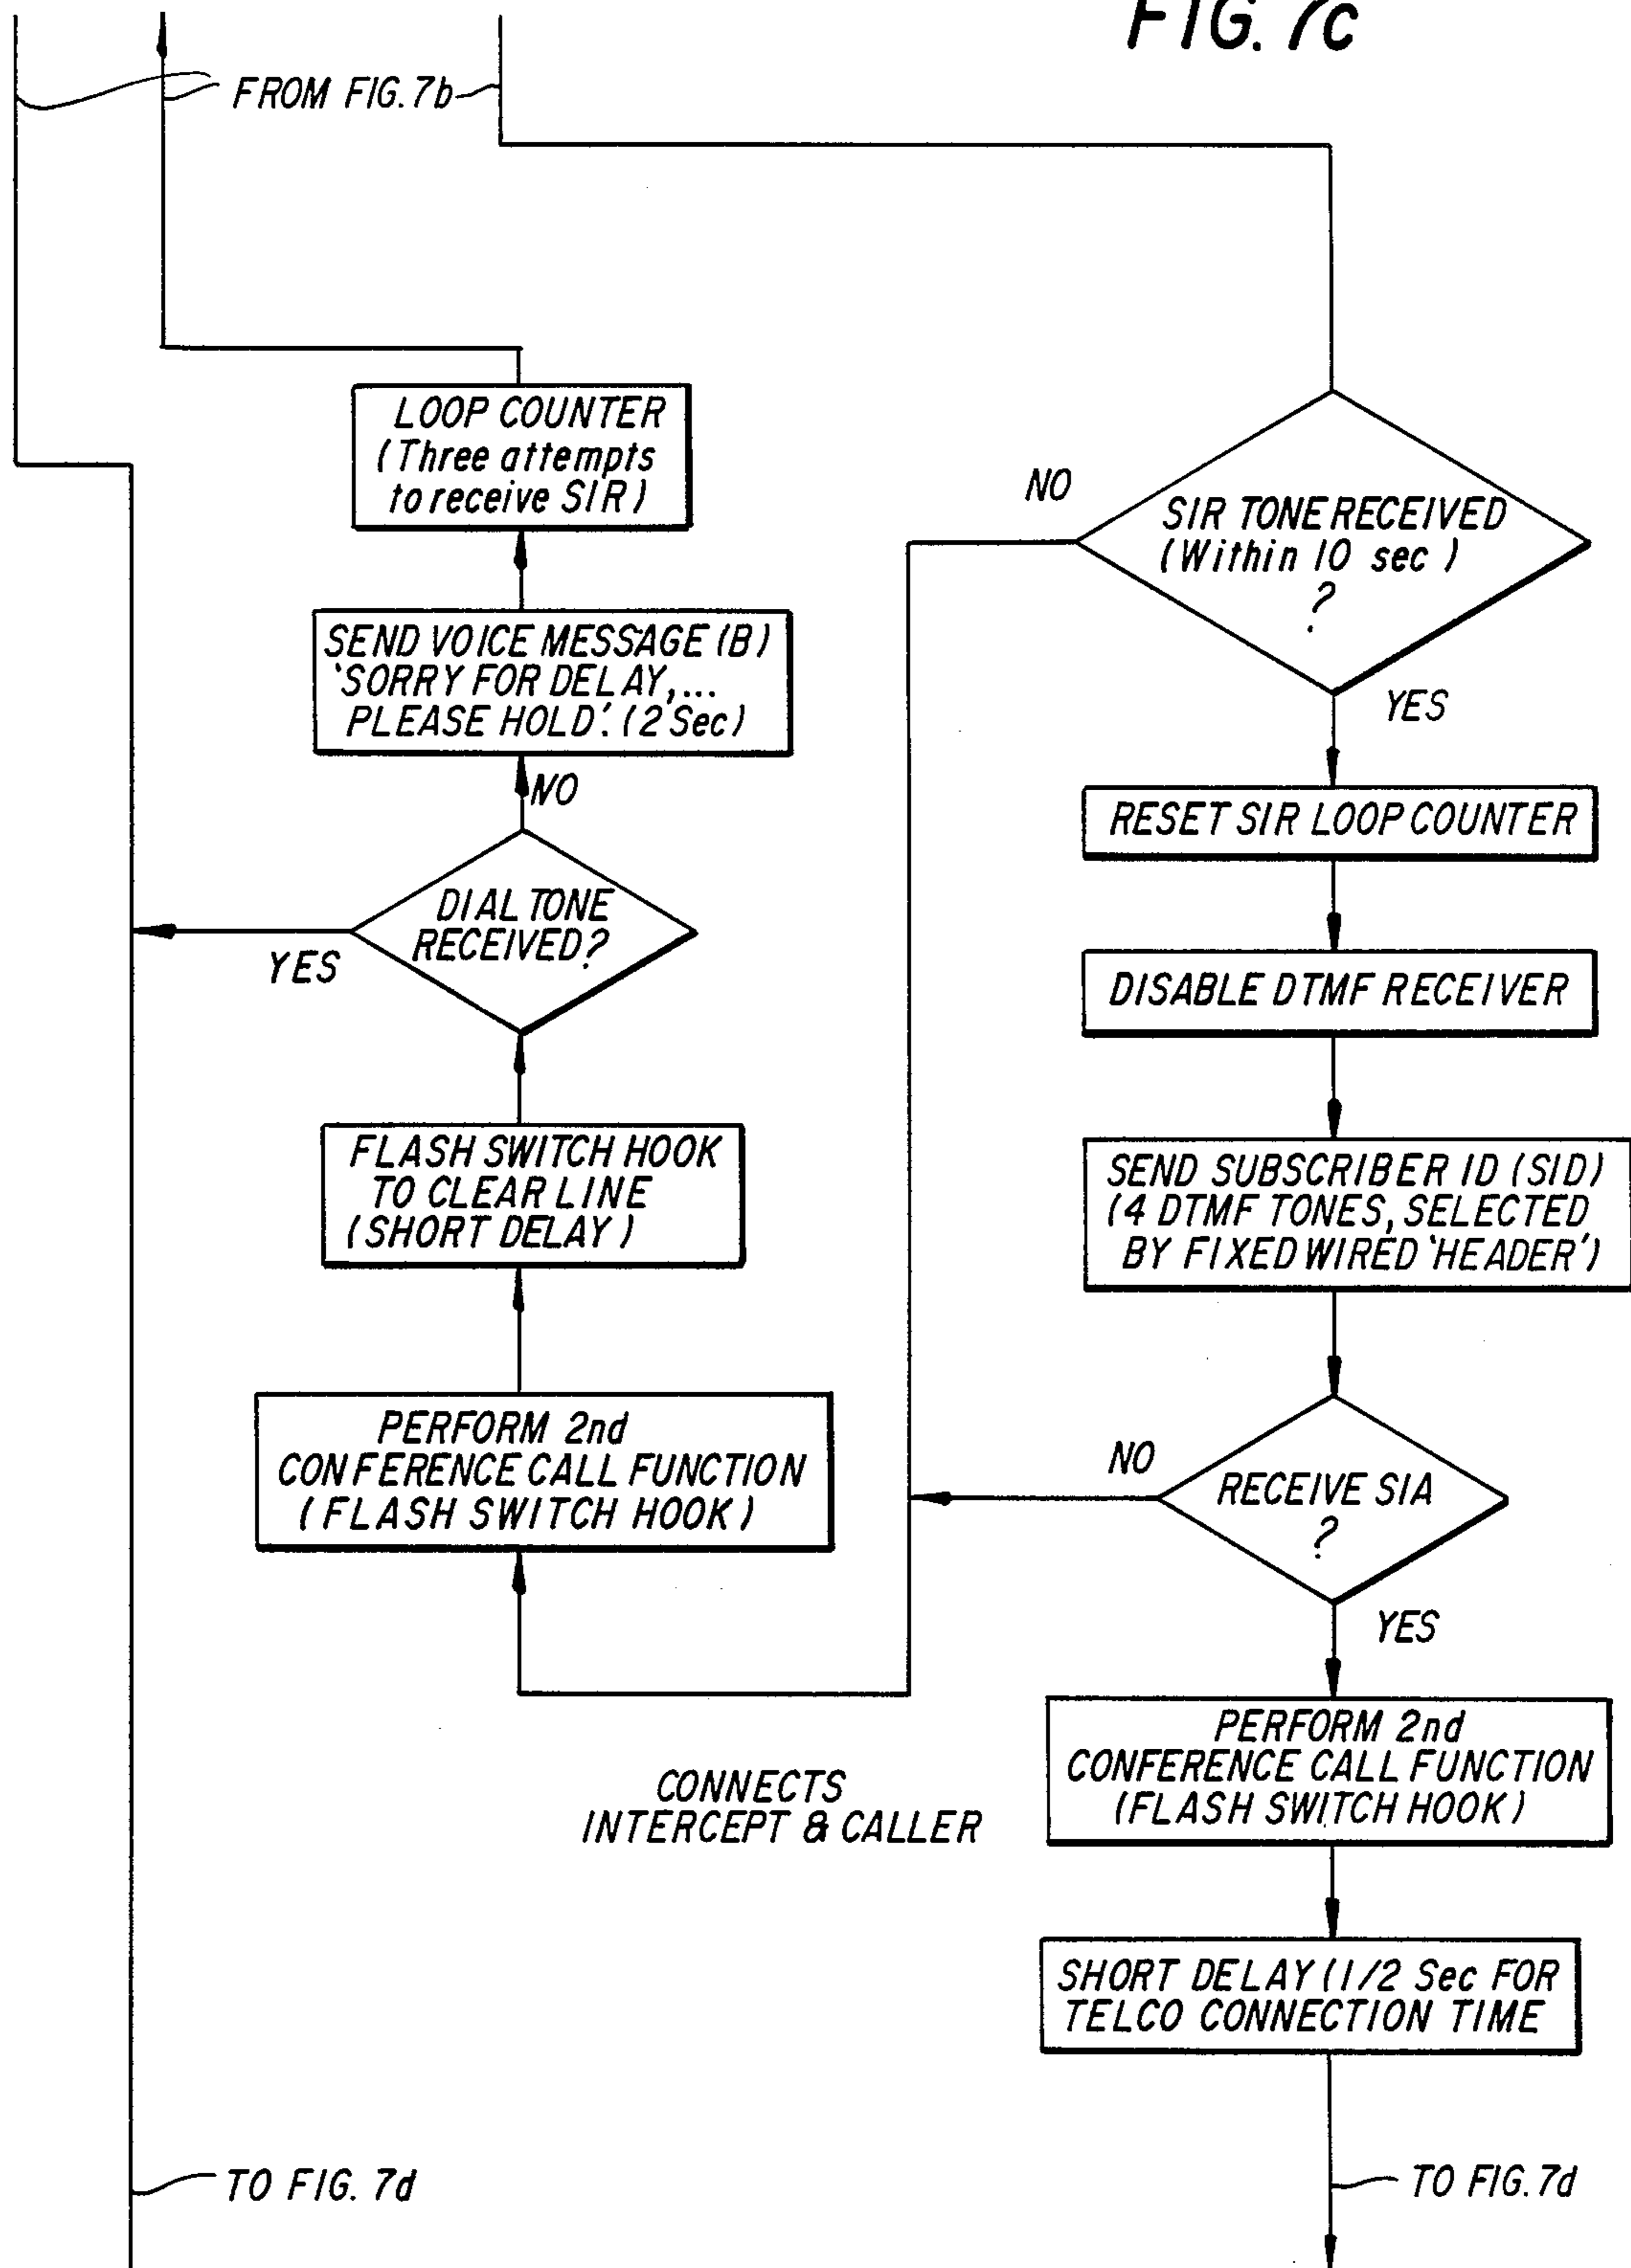 FIG. 7c
FROM FIG. 7b
LOOP COUNTER
(Three attempts
to receive SIR)
NO
SIR TONE RECEIVED
(Within 10 sec)
?
YES
SEND VOICE MESSAGE (B)
'SORRY FOR DELAY,...
PLEASE HOLD'. (2 Sec)
NO
RESET SIR LOOP COUNTER
DIAL TONE
RECEIVED?
YES
DISABLE DTMF RECEIVER
FLASH SWITCH HOOK
TO CLEAR LINE
(SHORT DELAY)
SEND SUBSCRIBER ID (SID)
(4 DTMF TONES, SELECTED
BY FIXED WIRED 'HEADER')
PERFORM 2nd
CONFERENCE CALL FUNCTION
(FLASH SWITCH HOOK)
NO
RECEIVE SIA
?
YES
PERFORM 2nd
CONFERENCE CALL FUNCTION
(FLASH SWITCH HOOK)
CONNECTS
INTERCEPT & CALLER
SHORT DELAY (1/2 Sec FOR
TELCO CONNECTION TIME
TO FIG. 7d
TO FIG. 7d